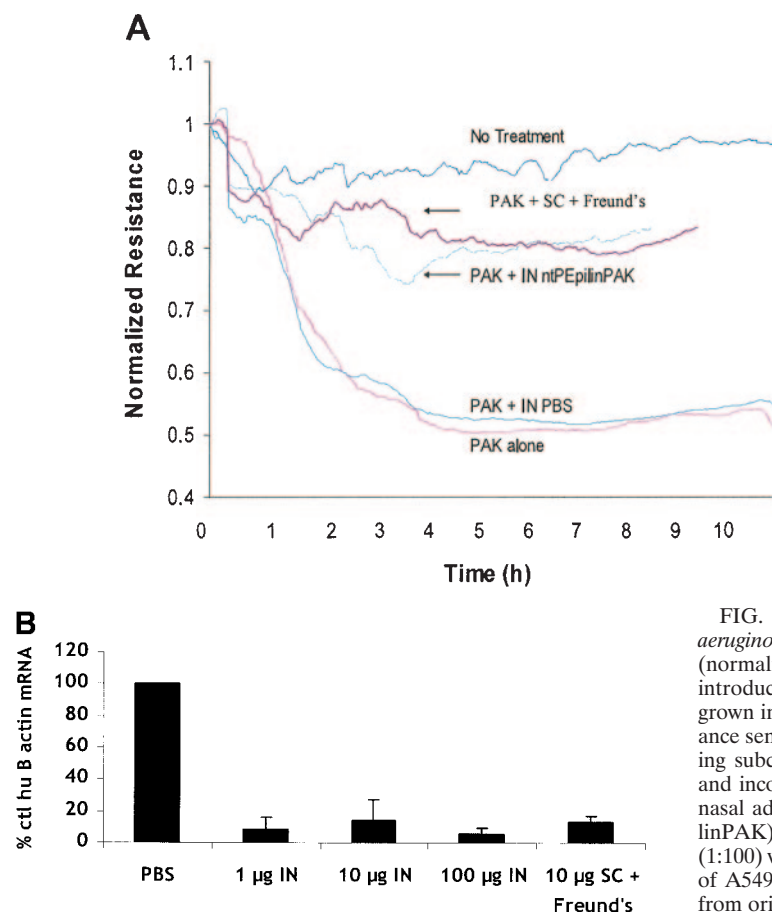 A
1.1
1
0.9
0.8
0.7
0.6
0.5
0.4
Normalized Resistance
No Treatment
PAK + SC + Freund's
PAK + IN ntPEpilinPAK
PAK + IN PBS
PAK alone
0 1 2 3 4 5 6 7 8 9 10
Time (h)
B
120
100
80
60
40
20
0
% ctl hu B actin mRNA
PBS 1 µg IN 10 µg IN 100 µg IN 10 µg SC +
Freund's
FIG.
aerugino
(normal
introduc
grown in
ance sen
ing subc
and inco
nasal ad
linPAK)
(1:100) w
of A549
from ori